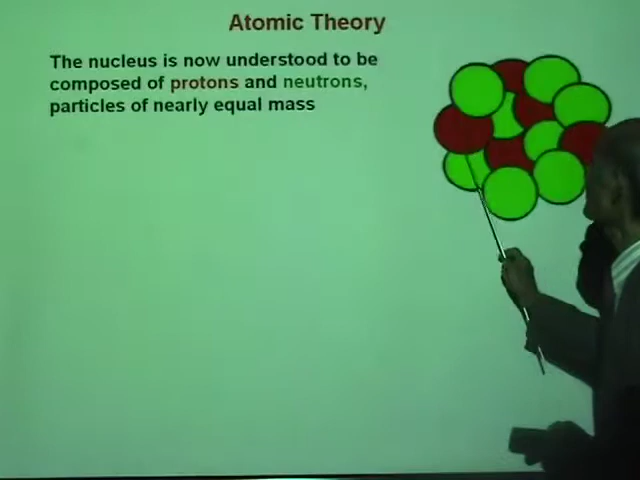 Atomic Theory
The nucleus is now understood to be
composed of protons and neutrons,
particles of nearly equal mass